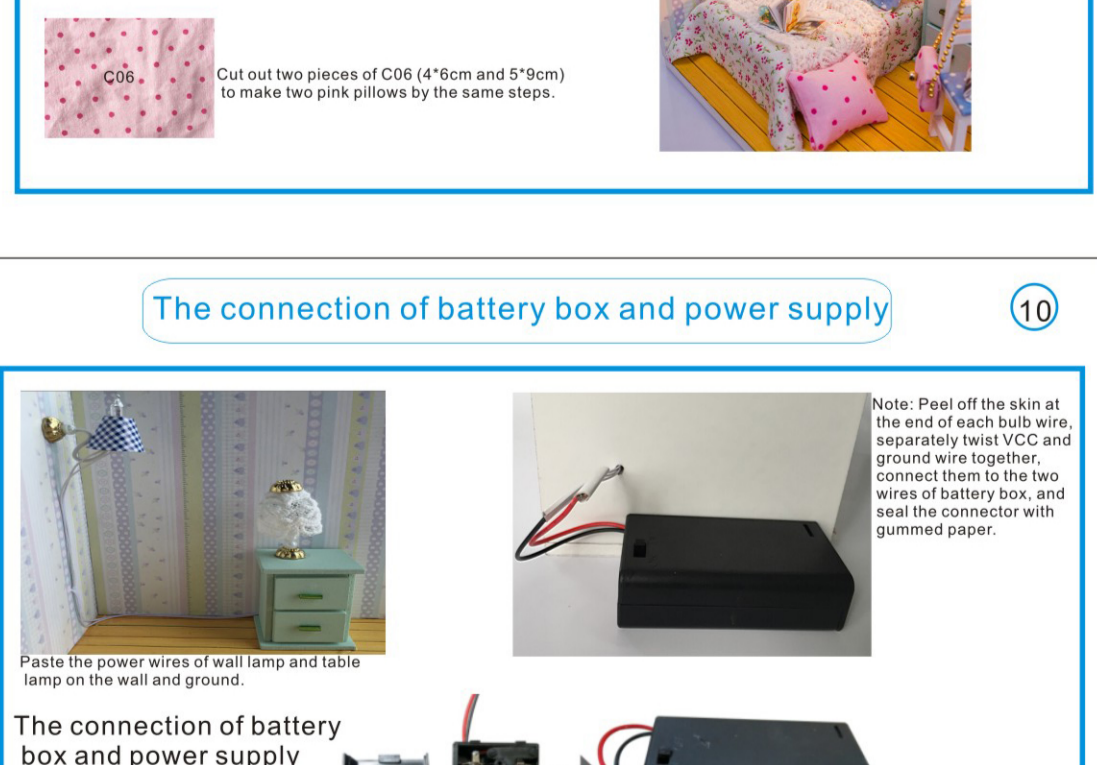 C06
Cut out two pieces of C06 (4*6cm and 5*9cm)
to make two pink pillows by the same steps.
The connection of battery box and power supply
10
Note: Peel off the skin at
the end of each bulb wire,
separately twist VCC and
ground wire together,
connect them to the two
wires of battery box, and
seal the connector with
gummed paper.
Paste the power wires of wall lamp and table
lamp on the wall and ground.
The connection of battery
box and power supply